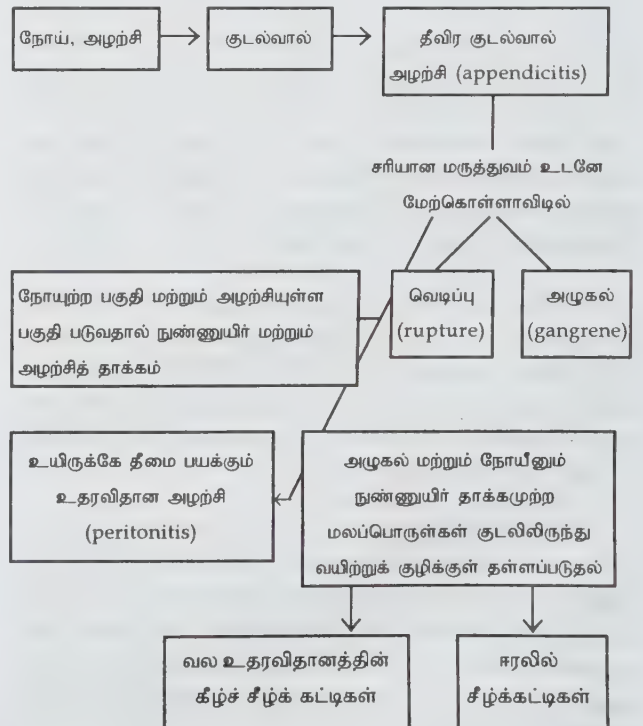 நோய், அழற்சி
குடல்வால்
தீவிர குடல்வால்
அழற்சி (appendicitis)
சரியான மருத்துவம் உடனே
மேற்கொள்ளாவிடில்
நோயுற்ற பகுதி மற்றும் அழற்சியுள்ள
பகுதி படுவதால் நுண்ணுயிர் மற்றும்
அழற்சித் தாக்கம்
வெடிப்பு
(rupture)
அழுகல்
(gangrene)
உயிருக்கே தீமை பயக்கும்
உதரவிதான அழற்சி
(peritonitis)
அழுகல் மற்றும் நோயீனும்
நுண்ணுயிர் தாக்கமுற்ற
மலப்பொருள்கள் குடலிலிருந்து
வயிற்றுக் குழிக்குள் தள்ளப்படுதல்
வல உதரவிதானத்தின்
கீழ்ச் சீழ்க் கட்டிகள்
ஈரலில்
சீழ்க்கட்டிகள்